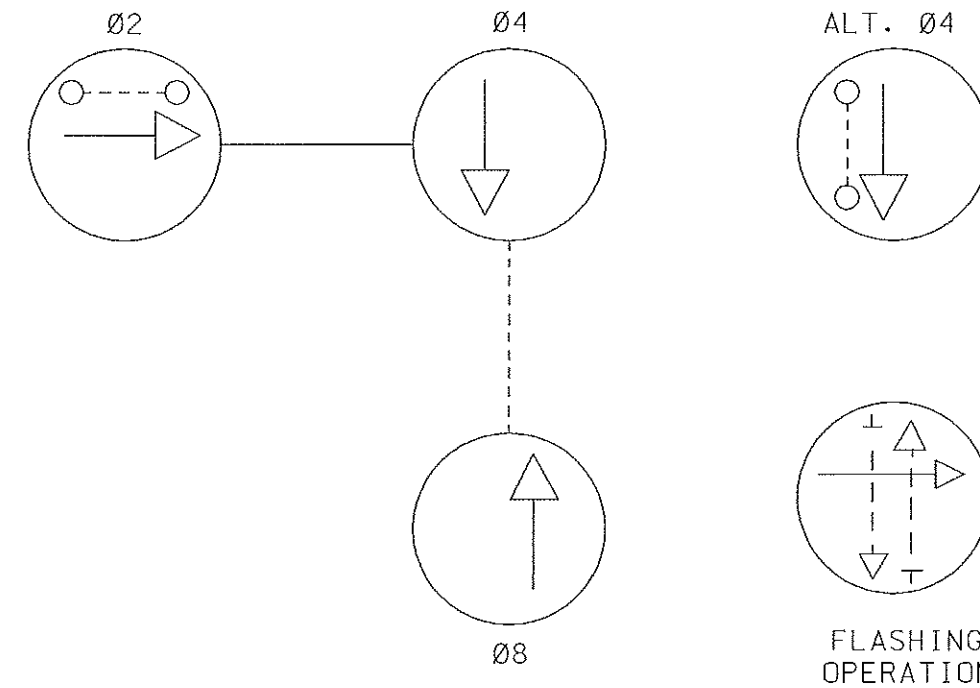 Ø2
Ø4
ALT. Ø4
Ø8
FLASHING
OPERATION